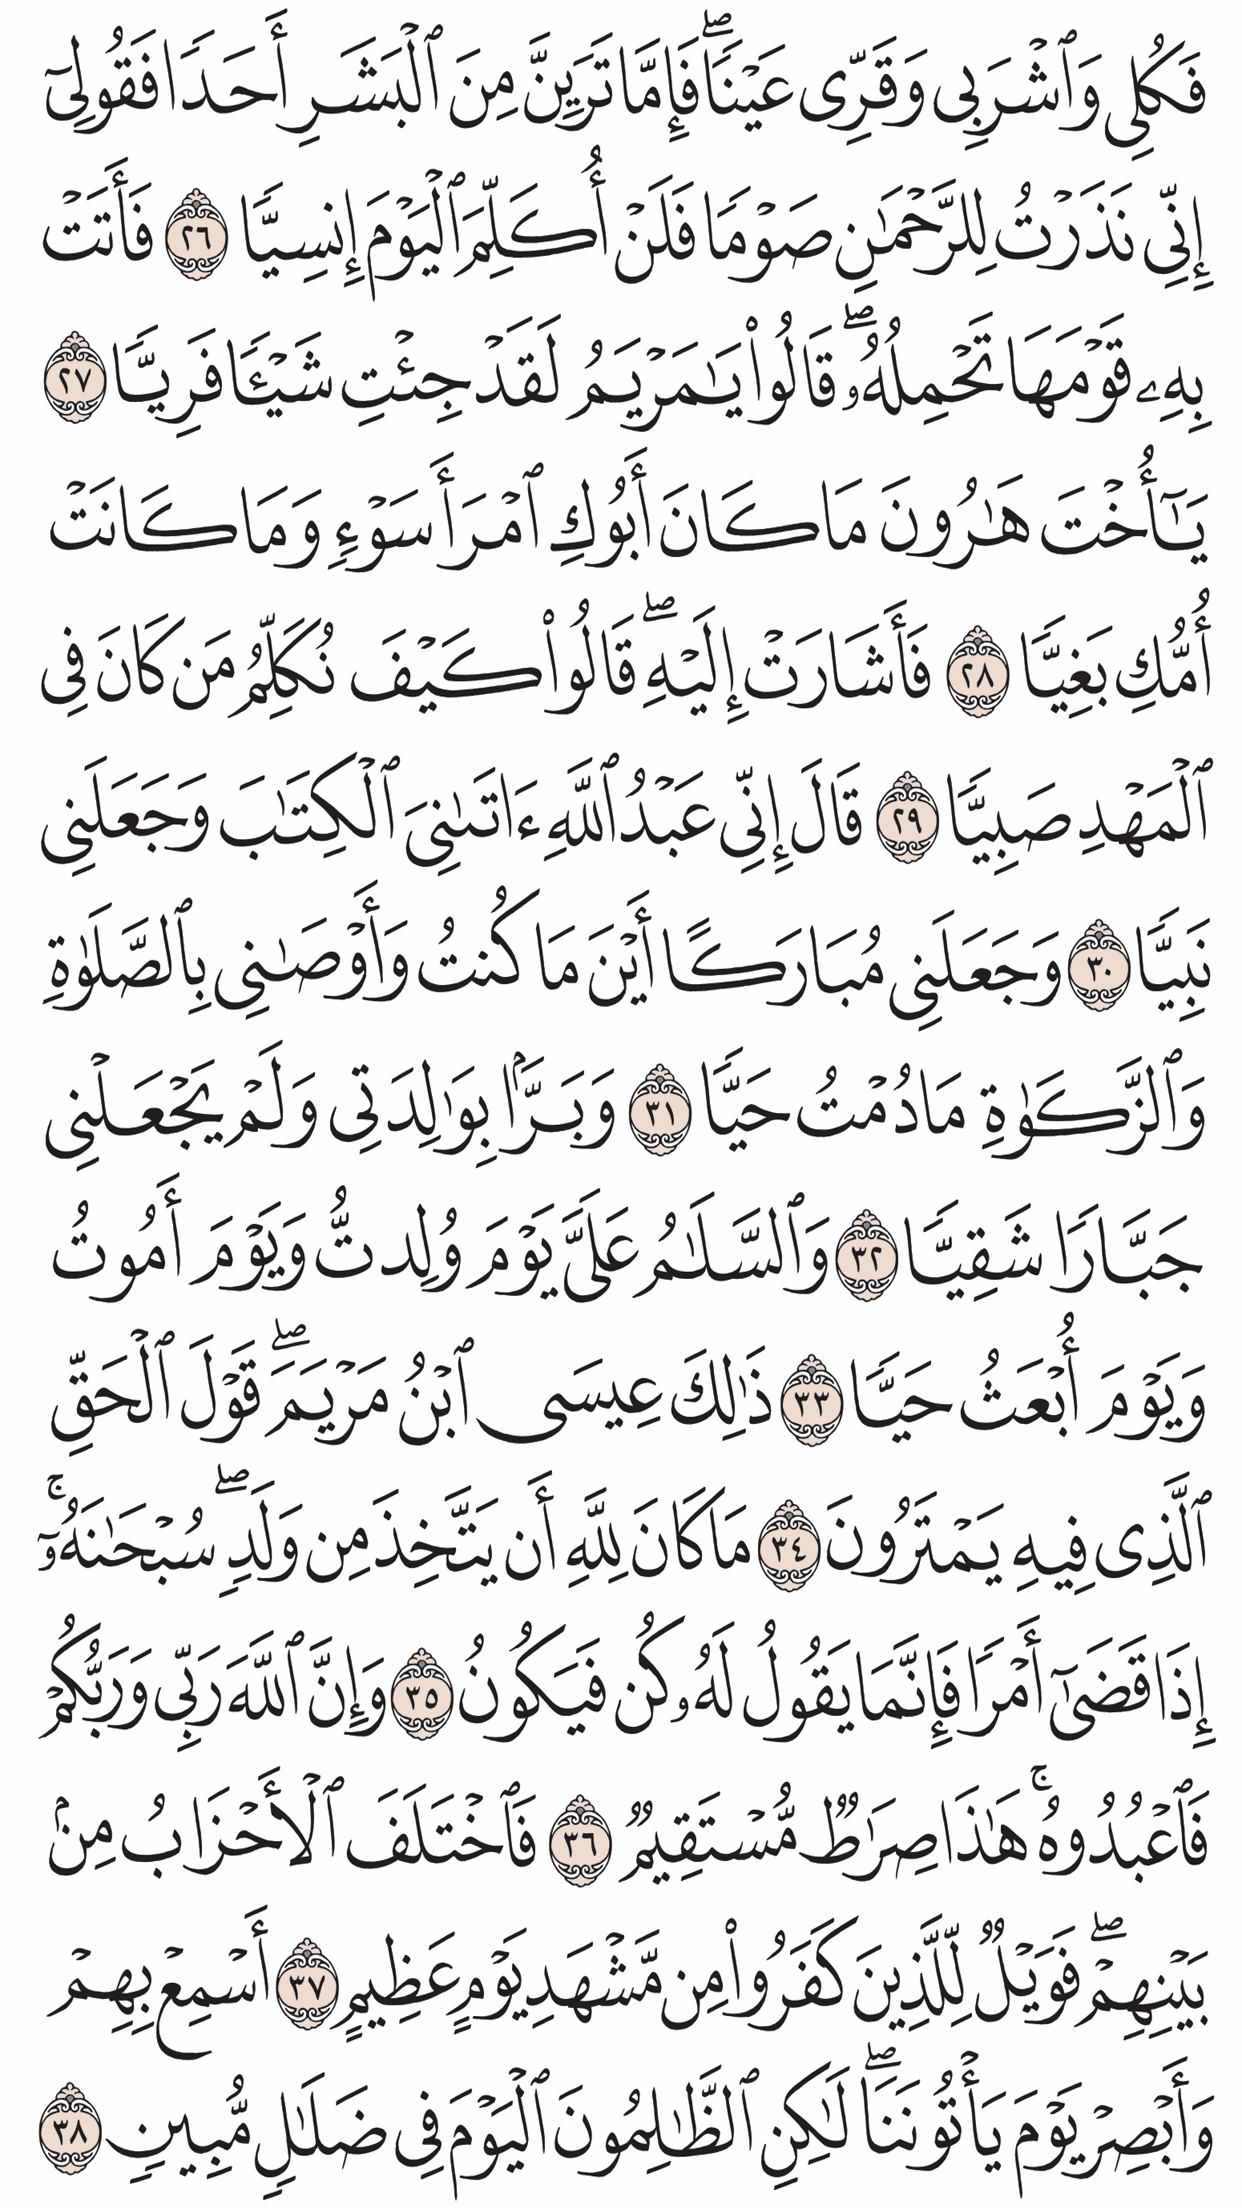 فَكُلِى وَٱشْرَبِى وَقَرِّى عَيْنًاۖ فَإِمَّا تَرَيِنَّ مِنَ ٱلْبَشَرِ أَحَدًا فَقُولِىٓ
إِنِّى نَذَرْتُ لِلرَّحْمَٰنِ صَوْمًا فَلَنْ أُكَلِّمَ ٱلْيَوْمَ إِنسِيًّا ٢٦ فَأَتَتْ
بِهِۦ قَوْمَهَا تَحْمِلُهُۥۖ قَالُوا۟ يَٰمَرْيَمُ لَقَدْ جِئْتِ شَيْـًٔا فَرِيًّا ٢٧
يَٰٓأُخْتَ هَٰرُونَ مَا كَانَ أَبُوكِ ٱمْرَأَ سَوْءٍ وَمَا كَانَتْ
أُمُّكِ بَغِيًّا ٢٨ فَأَشَارَتْ إِلَيْهِۖ قَالُوا۟ كَيْفَ نُكَلِّمُ مَن كَانَ فِى
ٱلْمَهْدِ صَبِيًّا ٢٩ قَالَ إِنِّى عَبْدُ ٱللَّهِ ءَاتَىٰنِىَ ٱلْكِتَٰبَ وَجَعَلَنِى
نَبِيًّا ٣٠ وَجَعَلَنِى مُبَارَكًا أَيْنَ مَا كُنتُ وَأَوْصَٰنِى بِٱلصَّلَوٰةِ
وَٱلزَّكَوٰةِ مَا دُمْتُ حَيًّا ٣١ وَبَرًّۢا بِوَٰلِدَتِى وَلَمْ يَجْعَلْنِى
جَبَّارًا شَقِيًّا ٣٢ وَٱلسَّلَٰمُ عَلَىَّ يَوْمَ وُلِدتُّ وَيَوْمَ أَمُوتُ
وَيَوْمَ أُبْعَثُ حَيًّا ٣٣ ذَٰلِكَ عِيسَى ٱبْنُ مَرْيَمَۖ قَوْلَ ٱلْحَقِّ
ٱلَّذِى فِيهِ يَمْتَرُونَ ٣٤ مَا كَانَ لِلَّهِ أَن يَتَّخِذَ مِن وَلَدٍۖ سُبْحَٰنَهُۥٓۚ
إِذَا قَضَىٰٓ أَمْرًا فَإِنَّمَا يَقُولُ لَهُۥ كُن فَيَكُونُ ٣٥ وَإِنَّ ٱللَّهَ رَبِّى وَرَبُّكُمْ
فَٱعْبُدُوهُۚ هَٰذَا صِرَٰطٌ مُّسْتَقِيمٌ ٣٦ فَٱخْتَلَفَ ٱلْأَحْزَابُ مِنۢ
بَيْنِهِمْۖ فَوَيْلٌ لِّلَّذِينَ كَفَرُوا۟ مِن مَّشْهَدِ يَوْمٍ عَظِيمٍ ٣٧ أَسْمِعْ بِهِمْ
وَأَبْصِرْ يَوْمَ يَأْتُونَنَاۖ لَٰكِنِ ٱلظَّٰلِمُونَ ٱلْيَوْمَ فِى ضَلَٰلٍ مُّبِينٍ ٣٨